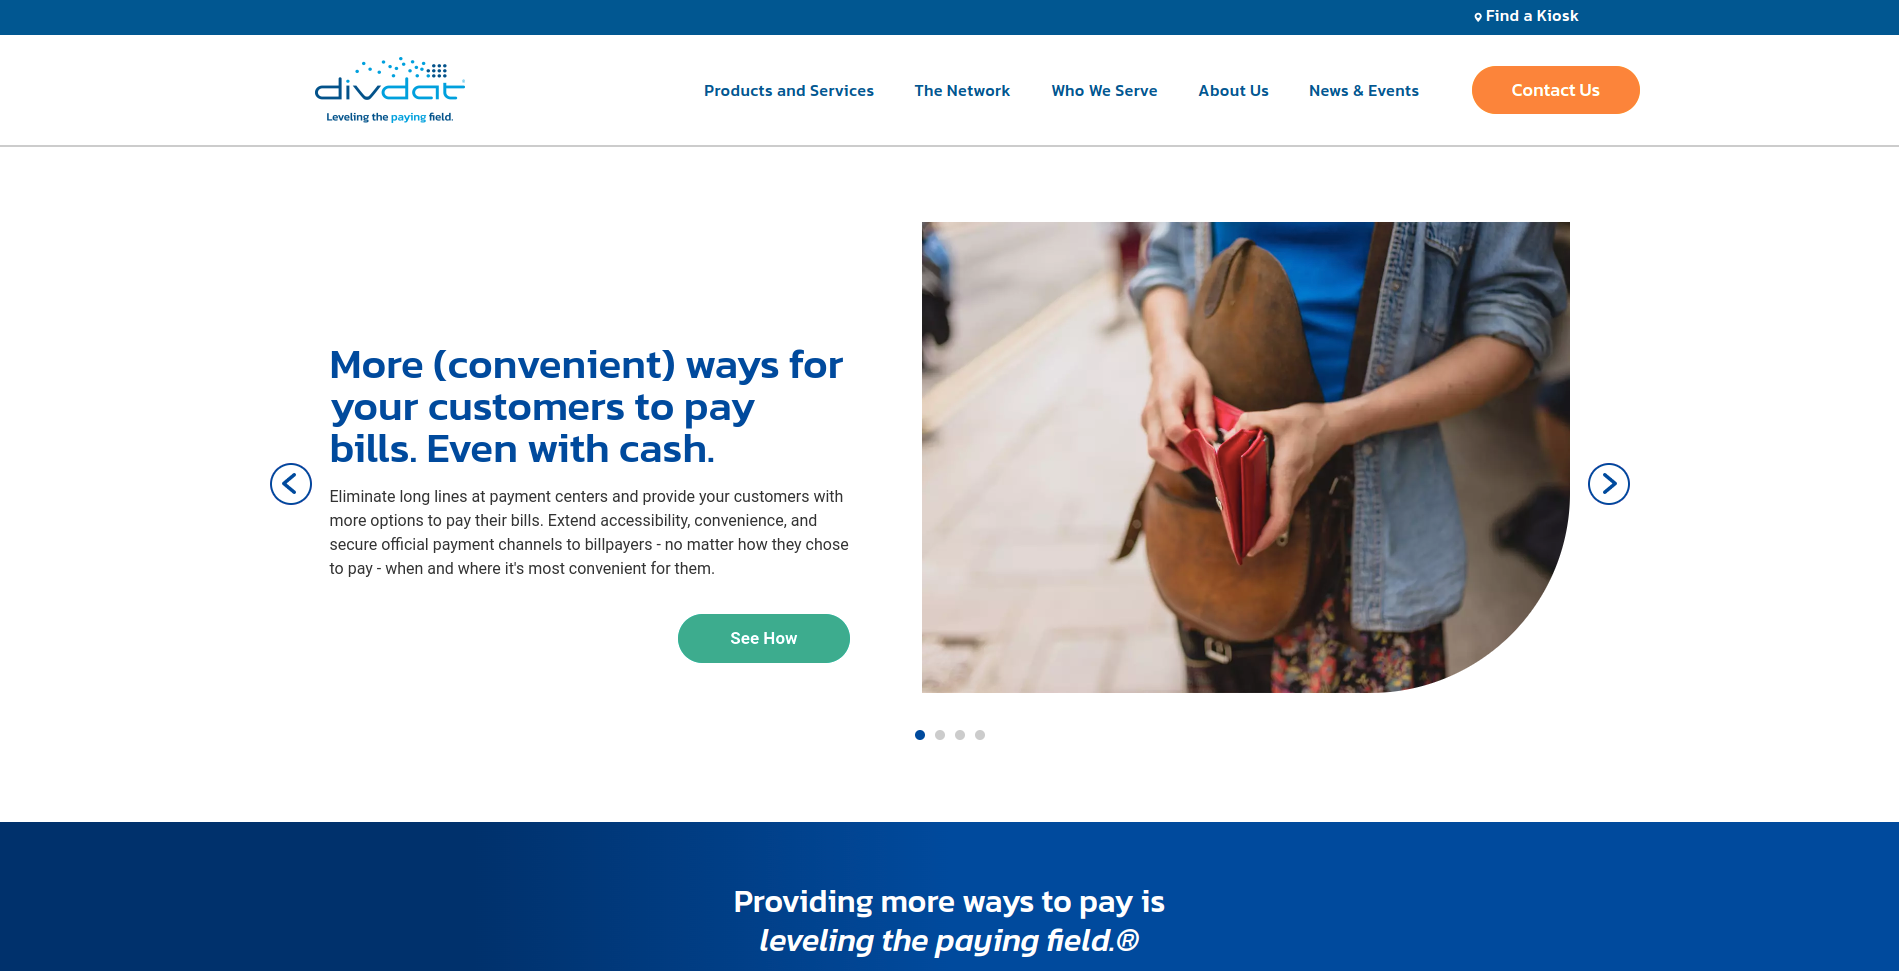 Find a Kiosk
divdat
Leveling the paying field.
Products and Services
The Network
Who We Serve
About Us
News & Events
Contact Us
More (convenient) ways for
your customers to pay
bills. Even with cash.
Eliminate long lines at payment centers and provide your customers with
more options to pay their bills. Extend accessibility, convenience, and
secure official payment channels to billpayers - no matter how they chose
to pay - when and where it's most convenient for them.
See How
Providing more ways to pay is
leveling the paying field.®